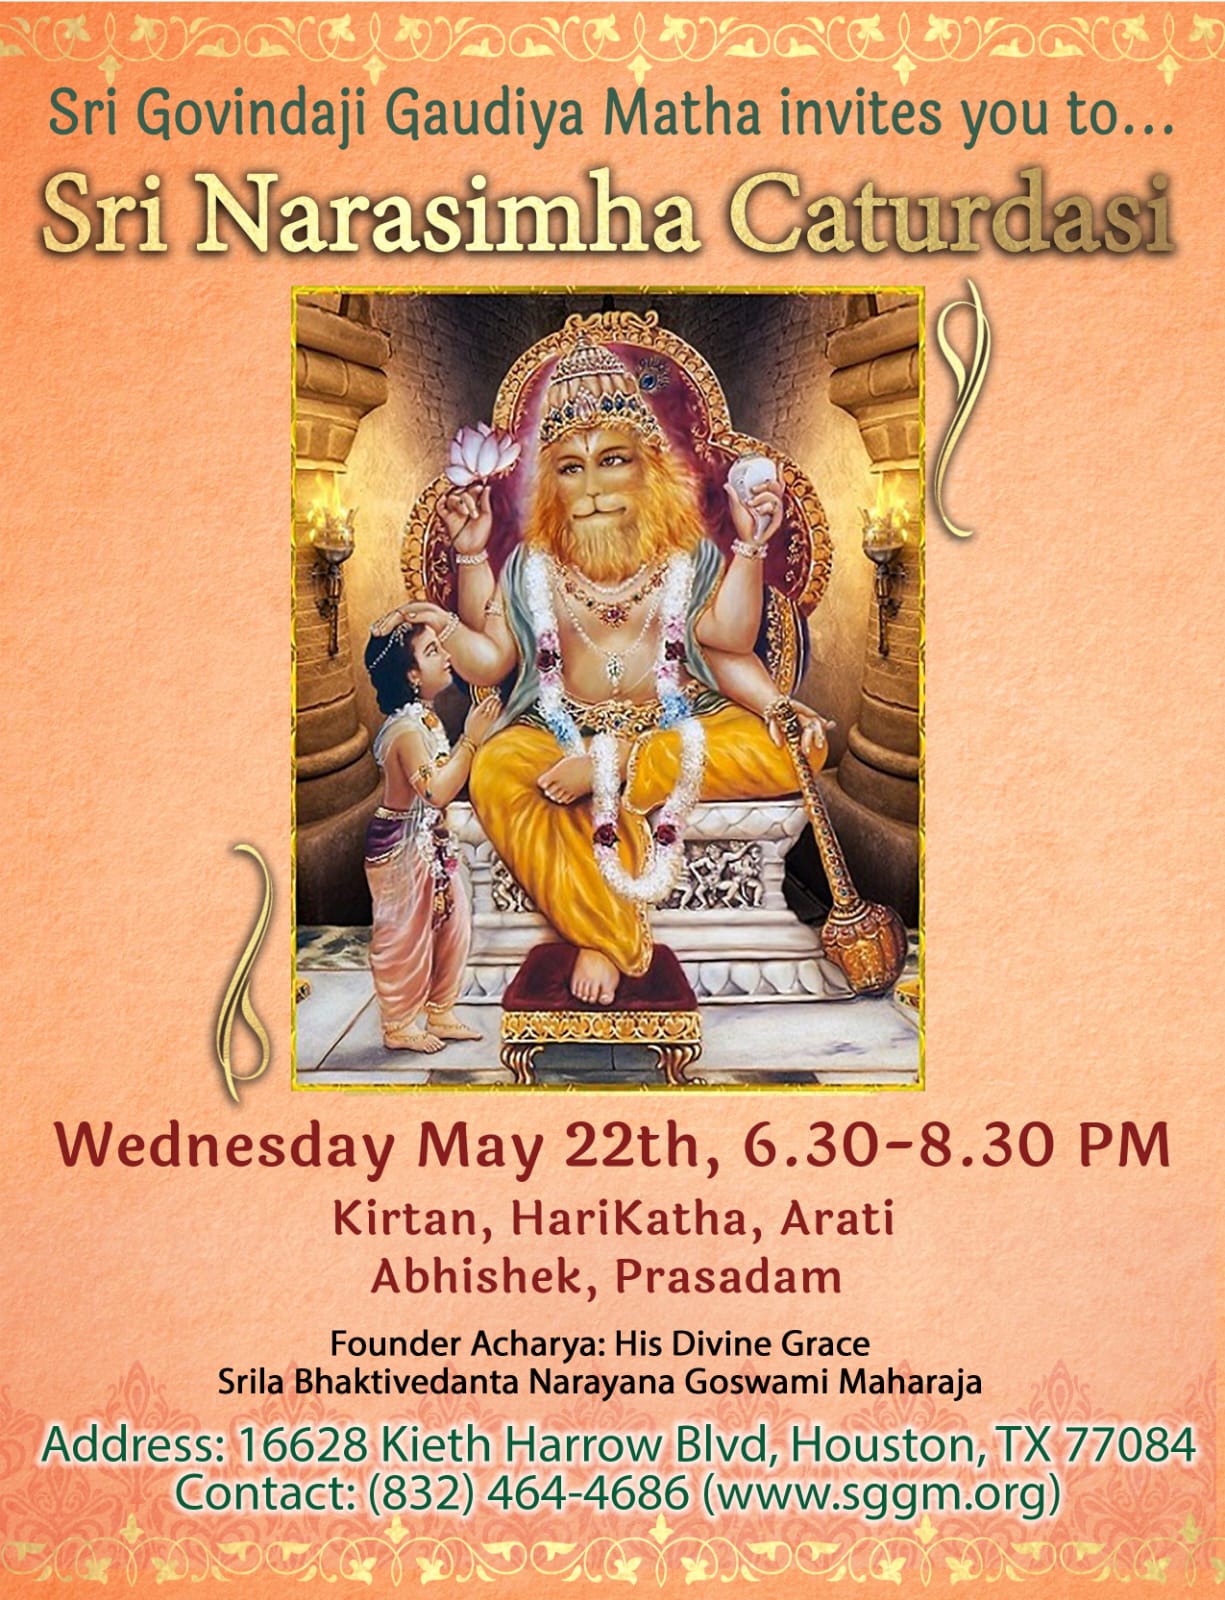 Sri Govindaji Gaudiya Matha invites you to...
Sri Narasimha Caturdasi
Wednesday May 22th, 6.30-8.30 PM
Kirtan, HariKatha, Arati
Abhishek, Prasadam
Founder Acharya: His Divine Grace
Srila Bhaktivedanta Narayana Goswami Maharaja
Address: 16628 Kieth Harrow Blvd, Houston, TX 77084
Contact: (832) 464-4686 (www.sggm.org)